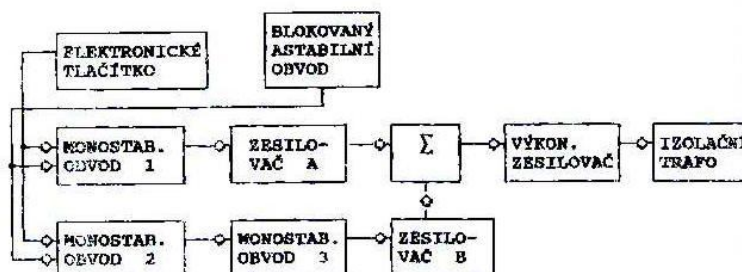 ELEKTRONICKÉ
TLAČÍTKO
BLOKOVANÝ
ASTABILNÍ
OBVOD
MONOSTAB.
OBVOD 1
ZESILO-
VAČ A
Σ
VÝKON.
ZESILOVAČ
IZOLAČNÍ
TRAFO
MONOSTAB.
OBVOD 2
MONOSTAB.
OBVOD 3
ZESILO-
VAČ B